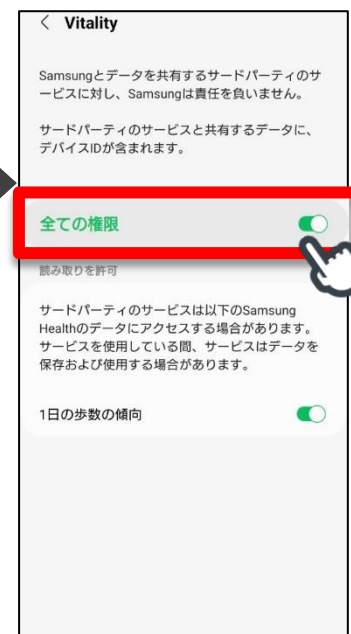 < Vitality
Samsungとデータを共有するサードパーティのサ
ービスに対し、Samsungは責任を負いません。
サードパーティのサービスと共有するデータに、
デバイスIDが含まれます。
全ての権限
読み取りを許可
サードパーティのサービスは以下のSamsung
Healthのデータにアクセスする場合があります。
サービスを使用している間、サービスはデータを
保存および使用する場合があります。
1日の歩数の傾向